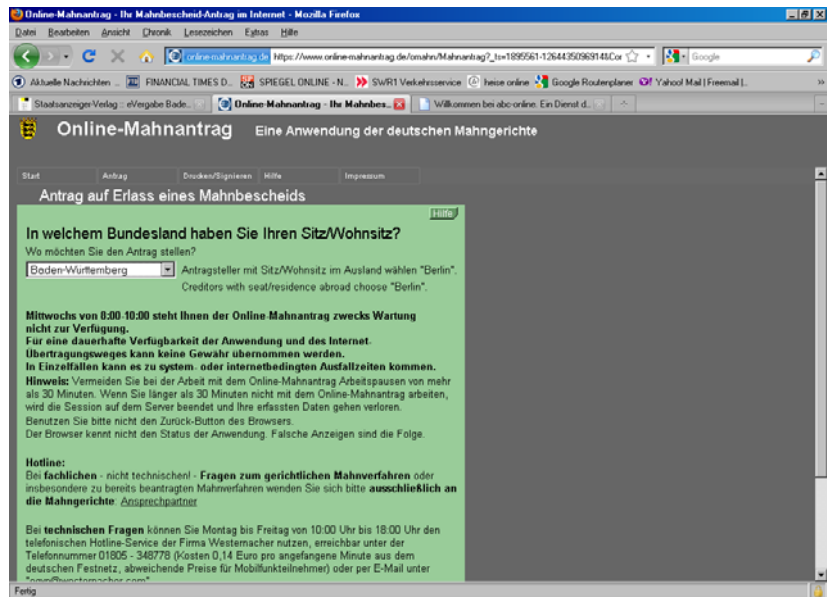 Online-Mahnantrag - Ihr Mahnbescheid-Antrag im Internet - Mozilla Firefox
Datei Bearbeiten Ansicht Chronik Lesezeichen Extras Hilfe
online-mahnantrag.de https://www.online-mahnantrag.de/omahn/Mahnantrag?_ts=1895561-1264435096914&Cor Google
Aktuelle Nachrichten ... FINANCIAL TIMES D... SPIEGEL ONLINE - N... SWR1 Verkehrsservice heise online Google Routenplaner Yahoo! Mail | Freemail |.. »
Staatsanzeiger-Verlag :: eVergabe Bade... Online-Mahnantrag - Ihr Mahnbes... Willkommen bei abc-online. Ein Dienst d...
Online-Mahnantrag Eine Anwendung der deutschen Mahngerichte
Start Antrag Drucken/Signieren Hilfe Impressum
Antrag auf Erlass eines Mahnbescheids
Hilfe
In welchem Bundesland haben Sie Ihren Sitz/Wohnsitz?
Wo möchten Sie den Antrag stellen?
Baden-Württemberg Antragsteller mit Sitz/Wohnsitz im Ausland wählen "Berlin".
Creditors with seat/residence abroad choose "Berlin".
Mittwochs von 8:00-10:00 steht Ihnen der Online-Mahnantrag zwecks Wartung
nicht zur Verfügung.
Für eine dauerhafte Verfügbarkeit der Anwendung und des Internet-
Übertragungsweges kann keine Gewähr übernommen werden.
In Einzelfällen kann es zu system- oder internetbedingten Ausfallzeiten kommen.
Hinweis: Vermeiden Sie bei der Arbeit mit dem Online-Mahnantrag Arbeitspausen von mehr
als 30 Minuten. Wenn Sie länger als 30 Minuten nicht mit dem Online-Mahnantrag arbeiten,
wird die Session auf dem Server beendet und Ihre erfassten Daten gehen verloren.
Benutzen Sie bitte nicht den Zurück-Button des Browsers.
Der Browser kennt nicht den Status der Anwendung. Falsche Anzeigen sind die Folge.
Hotline:
Bei fachlichen - nicht technischen! - Fragen zum gerichtlichen Mahnverfahren oder
insbesondere zu bereits beantragten Mahnverfahren wenden Sie sich bitte ausschließlich an
die Mahngerichte: Ansprechpartner
Bei technischen Fragen können Sie Montag bis Freitag von 10:00 Uhr bis 18:00 Uhr den
telefonischen Hotline-Service der Firma Westernacher nutzen, erreichbar unter der
Telefonnummer 01805 - 348778 (Kosten 0,14 Euro pro angefangene Minute aus dem
deutschen Festnetz, abweichende Preise für Mobilfunkteilnehmer) oder per E-Mail unter
Fertig